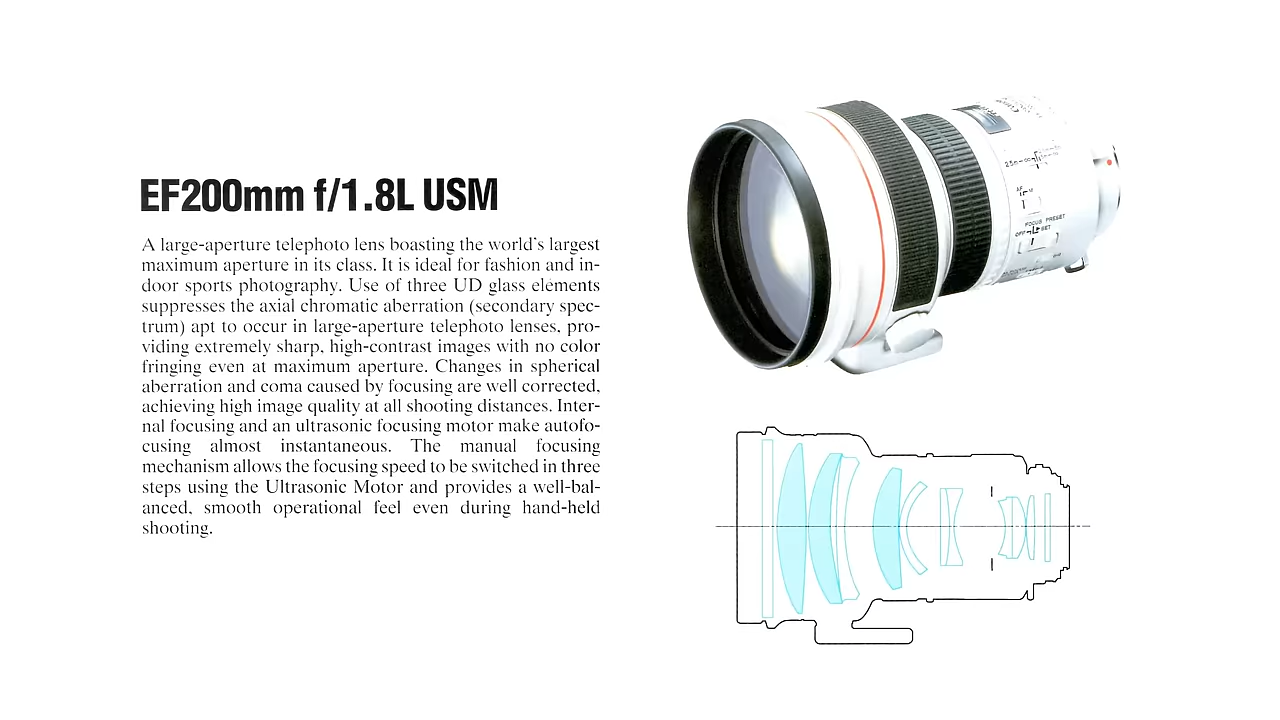 EF200mm f/1.8L USM
A large-aperture telephoto lens boasting the world's largest
maximum aperture in its class. It is ideal for fashion and in-
door sports photography. Use of three UD glass elements
suppresses the axial chromatic aberration (secondary spec-
trum) apt to occur in large-aperture telephoto lenses, pro-
viding extremely sharp, high-contrast images with no color
fringing even at maximum aperture. Changes in spherical
aberration and coma caused by focusing are well corrected,
achieving high image quality at all shooting distances. Inter-
nal focusing and an ultrasonic focusing motor make autofo-
cusing almost instantaneous. The manual focusing
mechanism allows the focusing speed to be switched in three
steps using the Ultrasonic Motor and provides a well-bal-
anced, smooth operational feel even during hand-held
shooting.
AF M
FOCUS PRESET
OFF SET